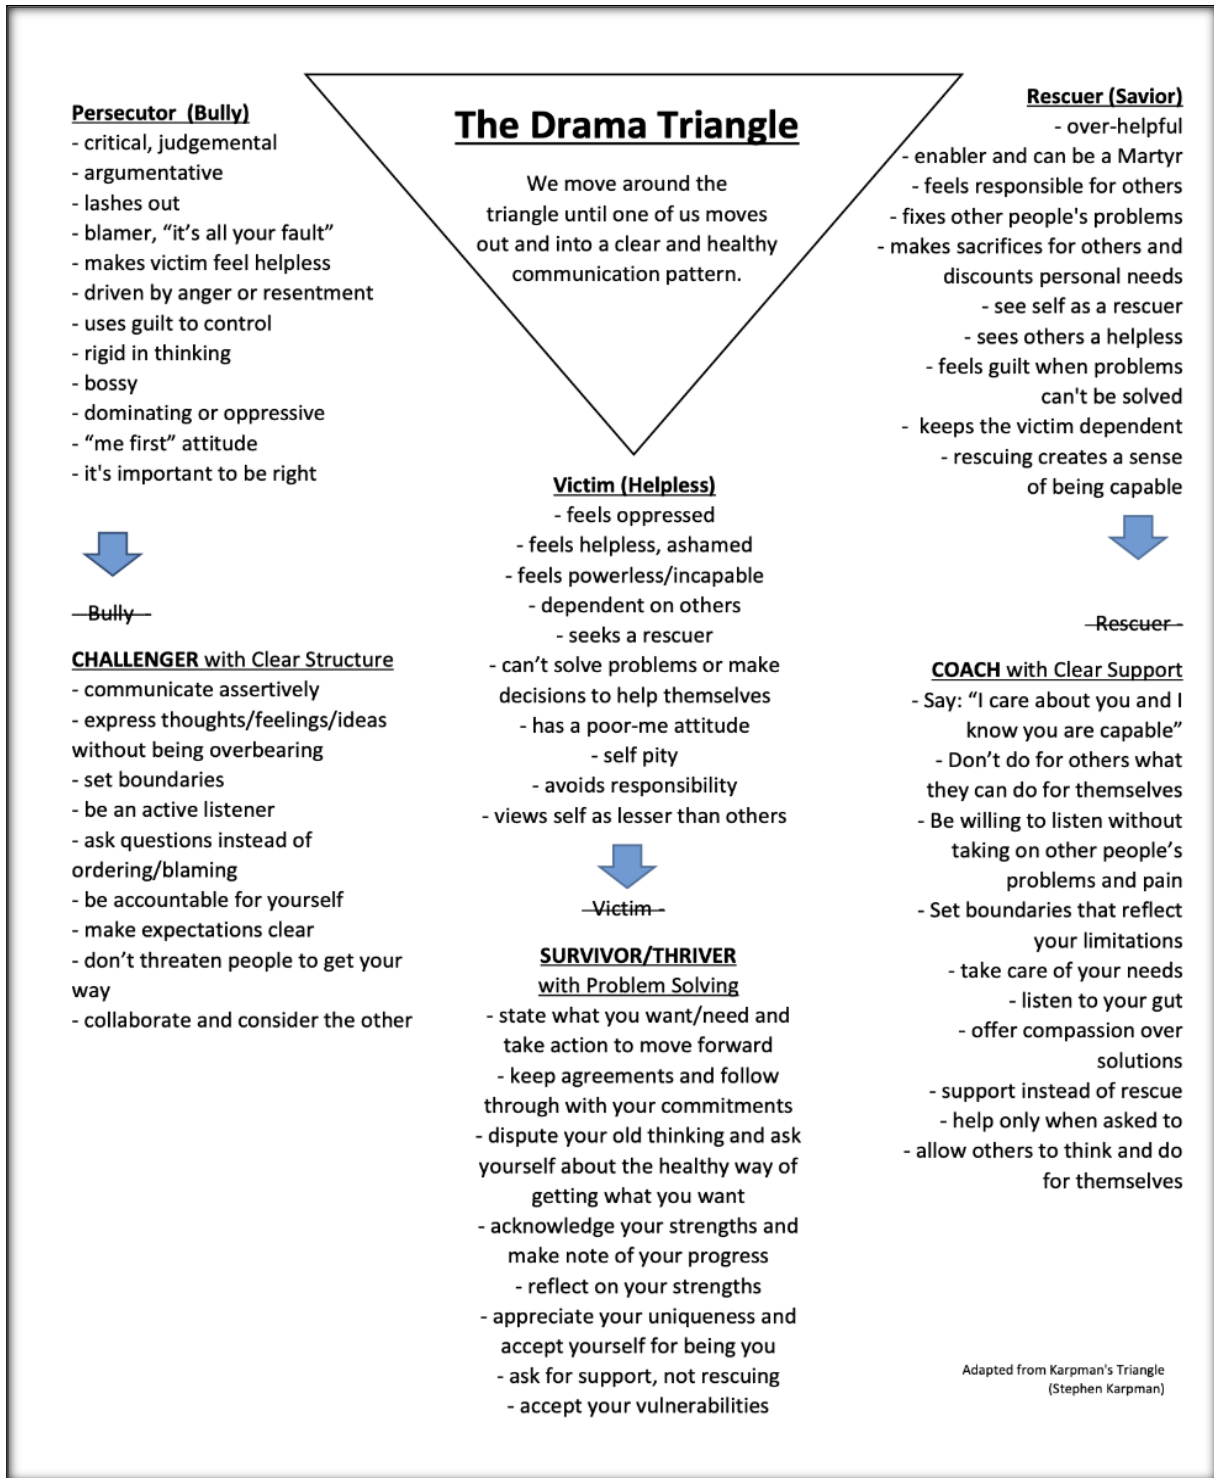 The Drama Triangle
We move around the
triangle until one of us moves
out and into a clear and healthy
communication pattern.
Persecutor (Bully)
- critical, judgemental
- argumentative
- lashes out
- blamer, “it’s all your fault”
- makes victim feel helpless
- driven by anger or resentment
- uses guilt to control
- rigid in thinking
- bossy
- dominating or oppressive
- “me first” attitude
- it's important to be right
- Bully -
CHALLENGER with Clear Structure
- communicate assertively
- express thoughts/feelings/ideas
without being overbearing
- set boundaries
- be an active listener
- ask questions instead of
ordering/blaming
- be accountable for yourself
- make expectations clear
- don’t threaten people to get your
way
- collaborate and consider the other
Victim (Helpless)
- feels oppressed
- feels helpless, ashamed
- feels powerless/incapable
- dependent on others
- seeks a rescuer
- can’t solve problems or make
decisions to help themselves
- has a poor-me attitude
- self pity
- avoids responsibility
- views self as lesser than others
- Victim -
SURVIVOR/THRIVER
with Problem Solving
- state what you want/need and
take action to move forward
- keep agreements and follow
through with your commitments
- dispute your old thinking and ask
yourself about the healthy way of
getting what you want
- acknowledge your strengths and
make note of your progress
- reflect on your strengths
- appreciate your uniqueness and
accept yourself for being you
- ask for support, not rescuing
- accept your vulnerabilities
Rescuer (Savior)
- over-helpful
- enabler and can be a Martyr
- feels responsible for others
- fixes other people's problems
- makes sacrifices for others and
discounts personal needs
- see self as a rescuer
- sees others a helpless
- feels guilt when problems
can't be solved
- keeps the victim dependent
- rescuing creates a sense
of being capable
- Rescuer -
COACH with Clear Support
- Say: “I care about you and I
know you are capable”
- Don’t do for others what
they can do for themselves
- Be willing to listen without
taking on other people’s
problems and pain
- Set boundaries that reflect
your limitations
- take care of your needs
- listen to your gut
- offer compassion over
solutions
- support instead of rescue
- help only when asked to
- allow others to think and do
for themselves
Adapted from Karpman's Triangle
(Stephen Karpman)